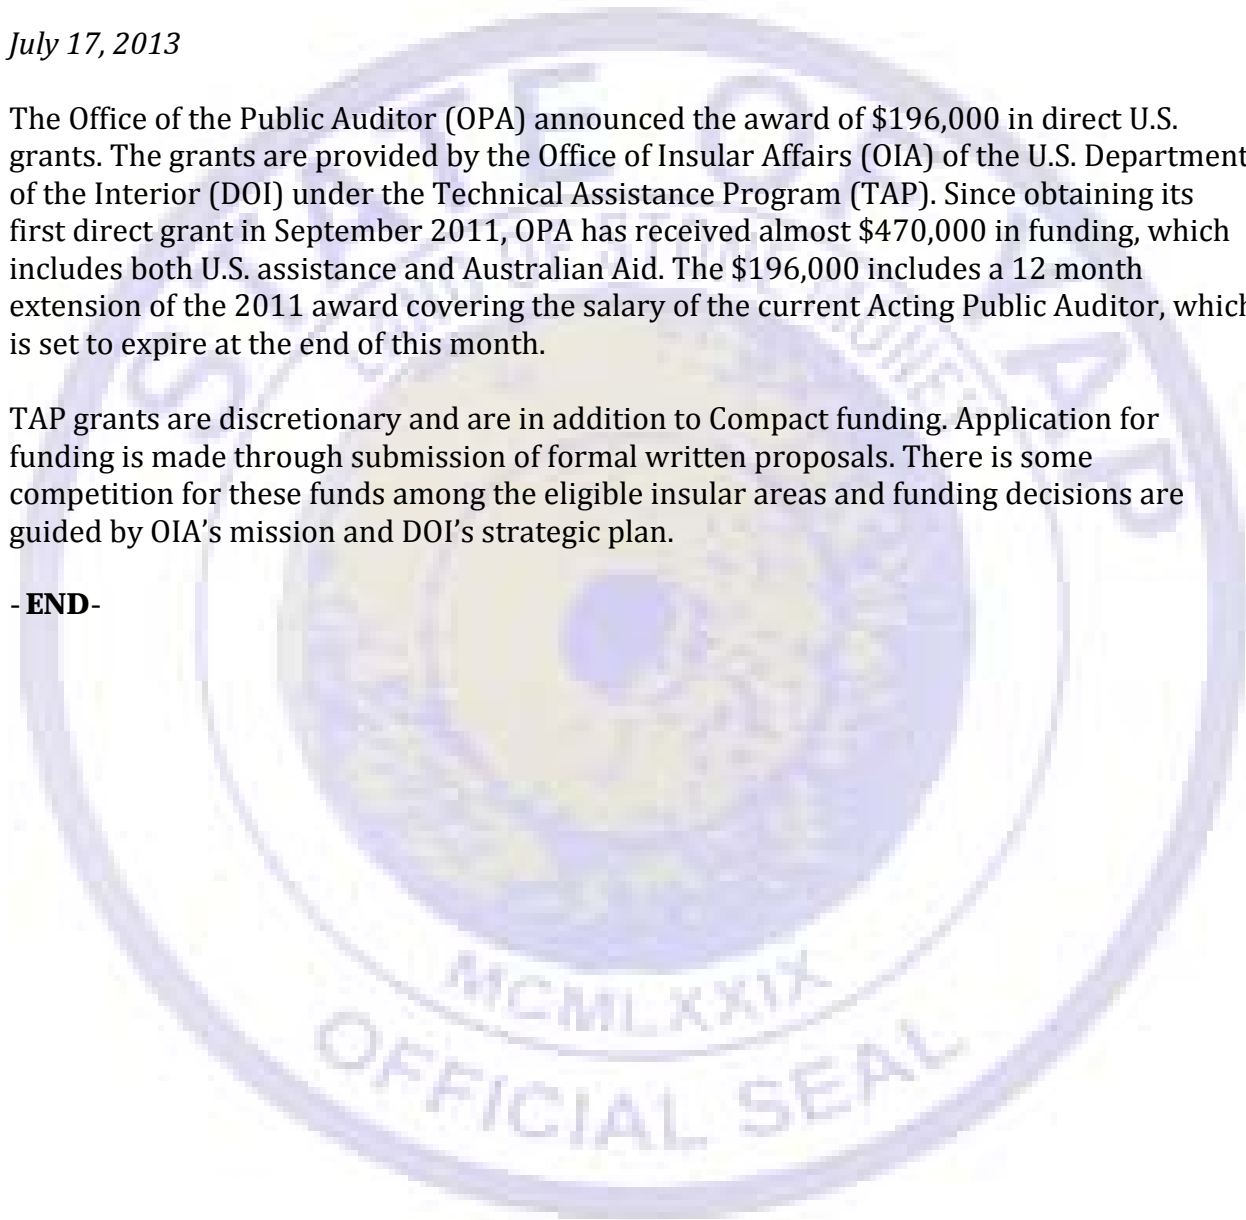 July 17, 2013
The Office of the Public Auditor (OPA) announced the award of $196,000 in direct U.S.
grants. The grants are provided by the Office of Insular Affairs (OIA) of the U.S. Department
of the Interior (DOI) under the Technical Assistance Program (TAP). Since obtaining its
first direct grant in September 2011, OPA has received almost $470,000 in funding, which
includes both U.S. assistance and Australian Aid. The $196,000 includes a 12 month
extension of the 2011 award covering the salary of the current Acting Public Auditor, which
is set to expire at the end of this month.
TAP grants are discretionary and are in addition to Compact funding. Application for
funding is made through submission of formal written proposals. There is some
competition for these funds among the eligible insular areas and funding decisions are
guided by OIA’s mission and DOI’s strategic plan.
- END-
STATE OF YAP
LAND OF STONE MONIES
MCMLXXIX
OFFICIAL SEAL